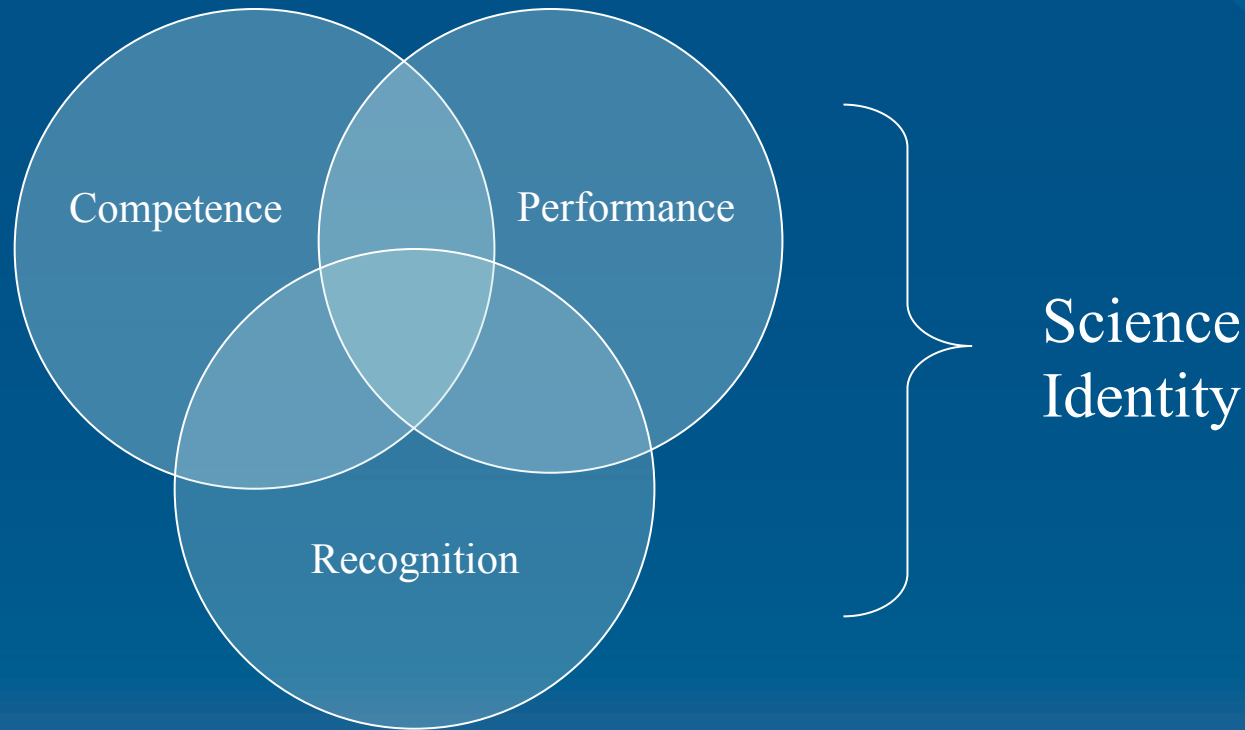 Competence
Performance
Recognition
Science
Identity